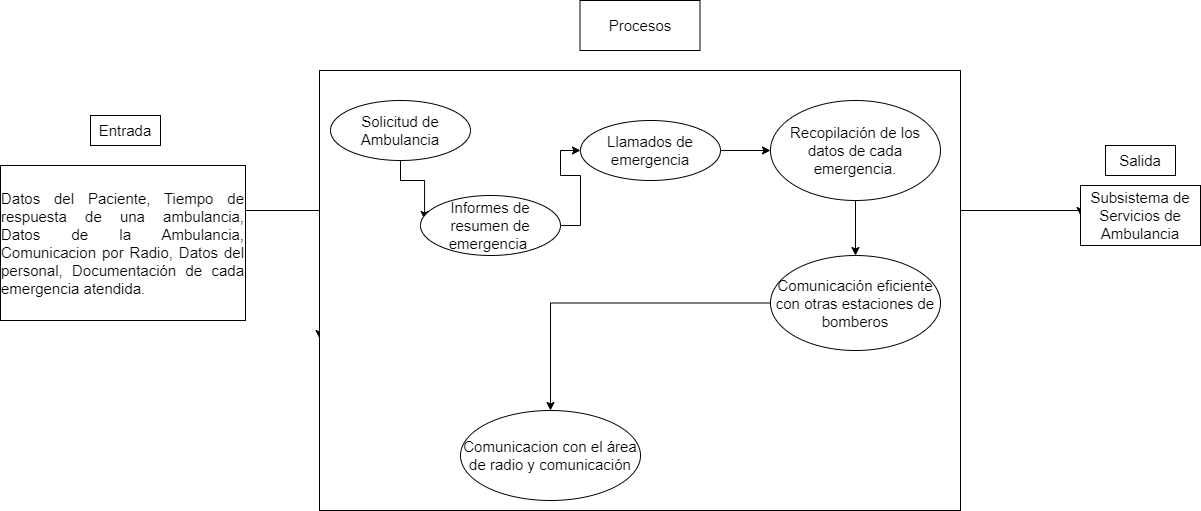 Procesos
Entrada
Datos del Paciente, Tiempo de
respuesta de una ambulancia,
Datos de la Ambulancia,
Comunicacion por Radio, Datos del
personal, Documentación de cada
emergencia atendida.
Solicitud de
Ambulancia
Informes de
resumen de
emergencia
Llamados de
emergencia
Recopilación de los
datos de cada
emergencia.
Comunicación eficiente
con otras estaciones de
bomberos
Comunicacion con el área
de radio y comunicación
Salida
Subsistema de
Servicios de
Ambulancia